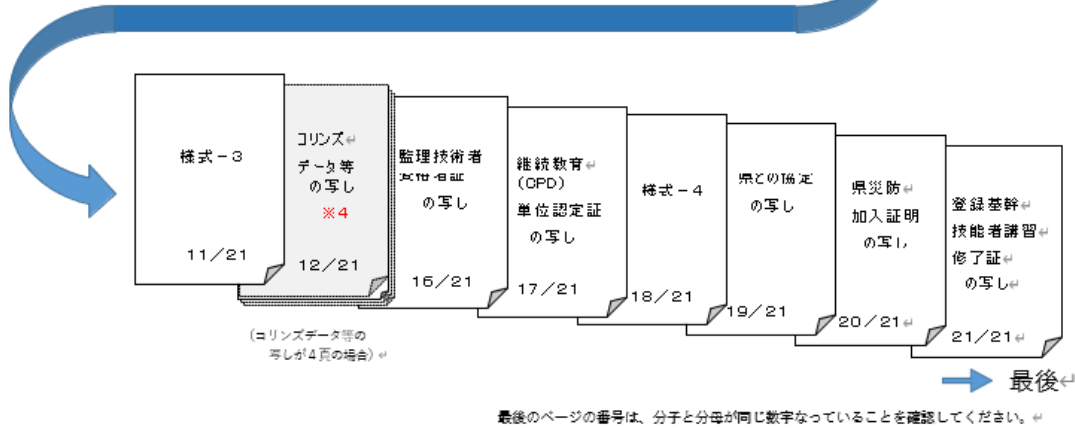 様式－3
11／21
コリンズ
データ等
の写し
※4
12／21
(コリンズデータ等の
写しが4頁の場合)
監理技術者
資格者証
の写し
16／21
継続教育
(CPD)
単位認定証
の写し
17／21
様式－4
18／21
県との協定
の写し
19／21
県災防
加入証明
の写し
20／21
登録基幹
技能者講習
修了証
の写し
21／21
最後
最後のページの番号は、分子と分母が同じ数字なっていることを確認してください。